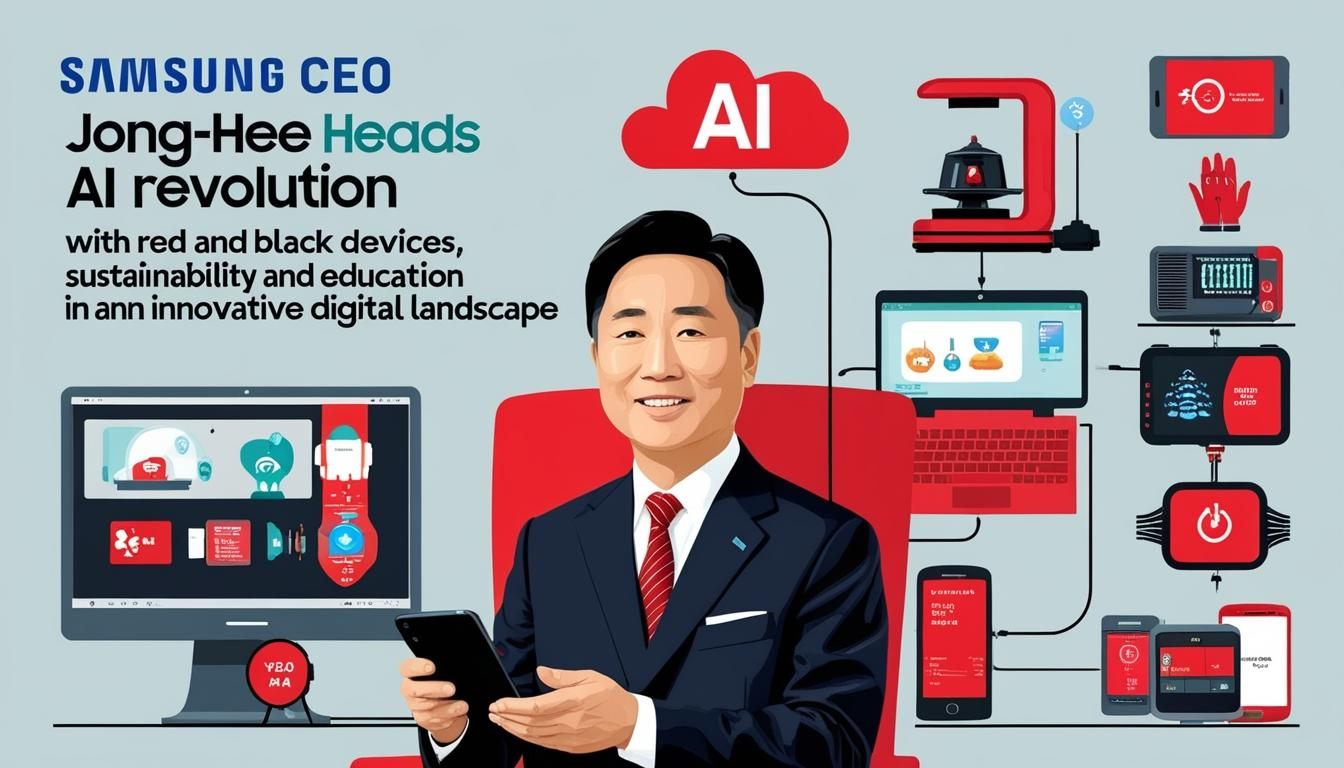 SAMSUNG CEO
Jong-Hee Heads
AI revolution
with red and black devices,
sustaiinability and education
in ann innovative digital landscape
AI